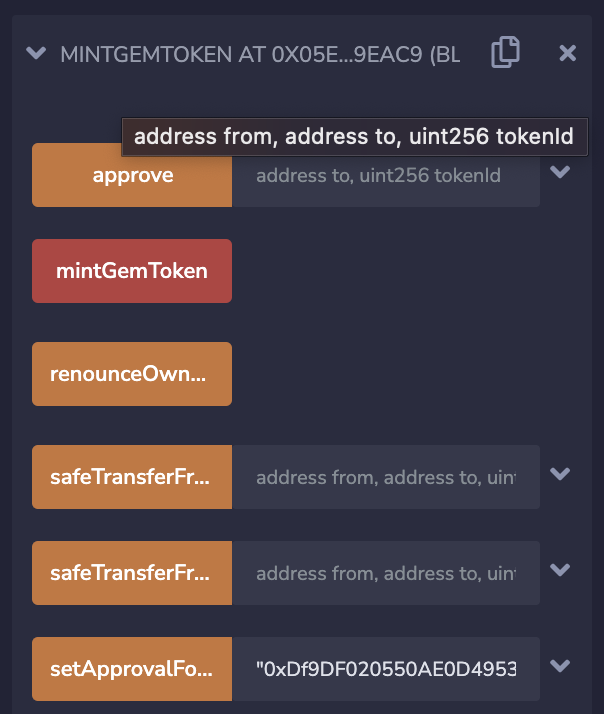 MINTGEMTOKEN AT 0X05E...9EAC9 (BL
address from, address to, uint256 tokenId
approve
address to, uint256 tokenId
mintGemToken
renounceOwn...
safeTransferFr...
address from, address to, uin
safeTransferFr...
address from, address to, uin
setApprovalFo...
"0xDf9DF020550AE0D4953